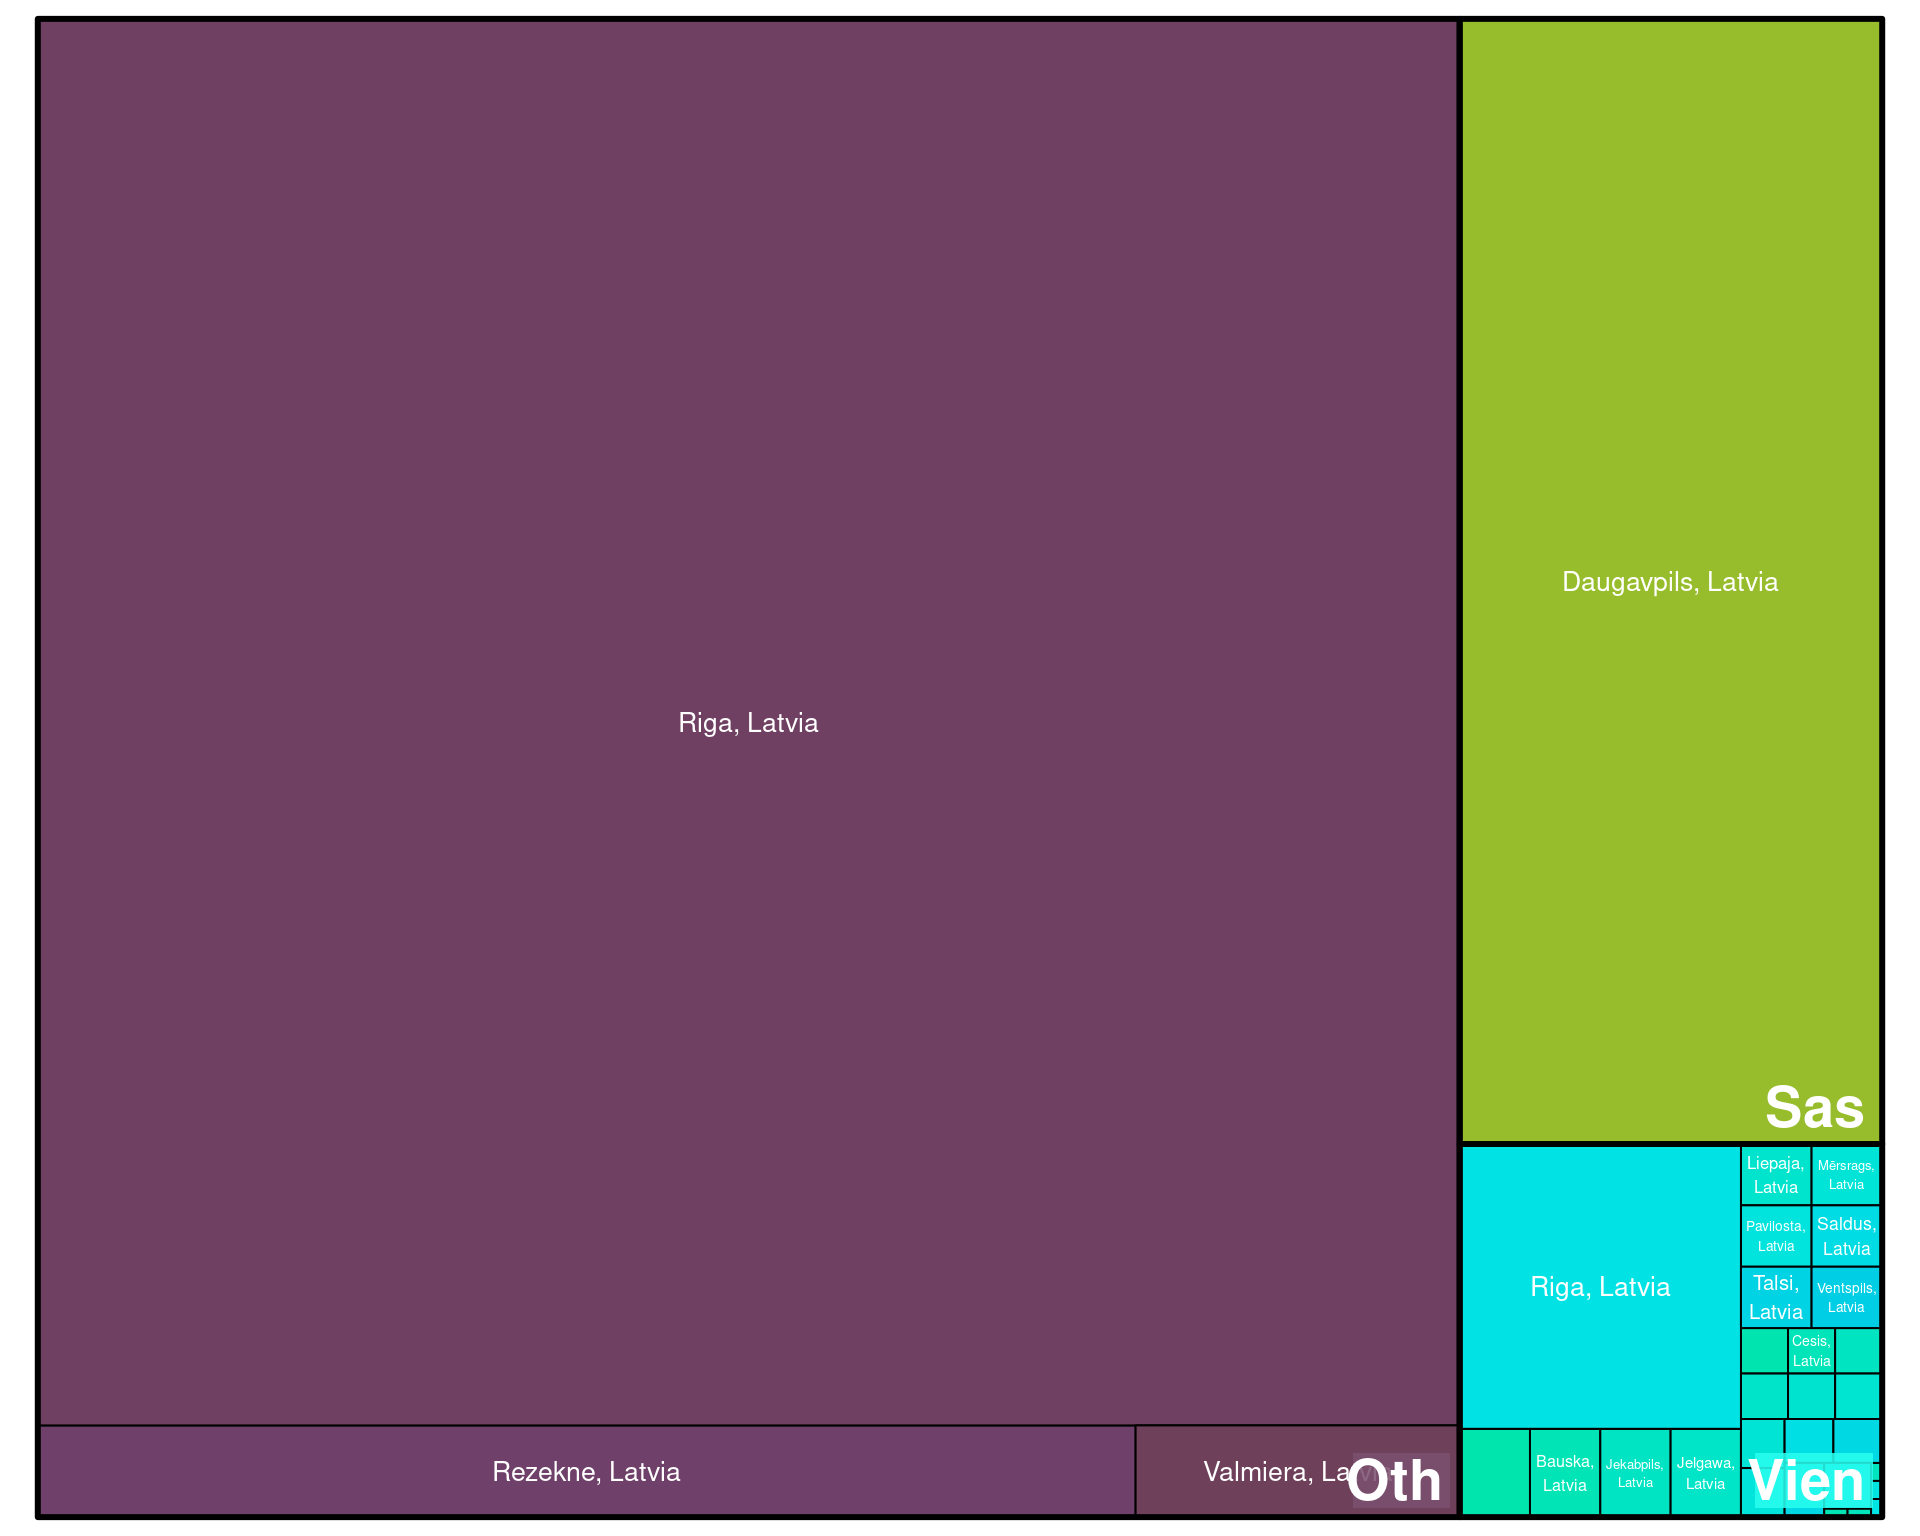 Riga, Latvia
Rezekne, Latvia
Valmiera, La
Oth
Daugavpils, Latvia
Sas
Riga, Latvia
Liepaja,
Latvia
Mērsrags,
Latvia
Pavilosta,
Latvia
Saldus,
Latvia
Talsi,
Latvia
Ventspils,
Latvia
Cesis,
Latvia
Bauska,
Latvia
Jekabpils,
Latvia
Jelgawa,
Latvia
Vien